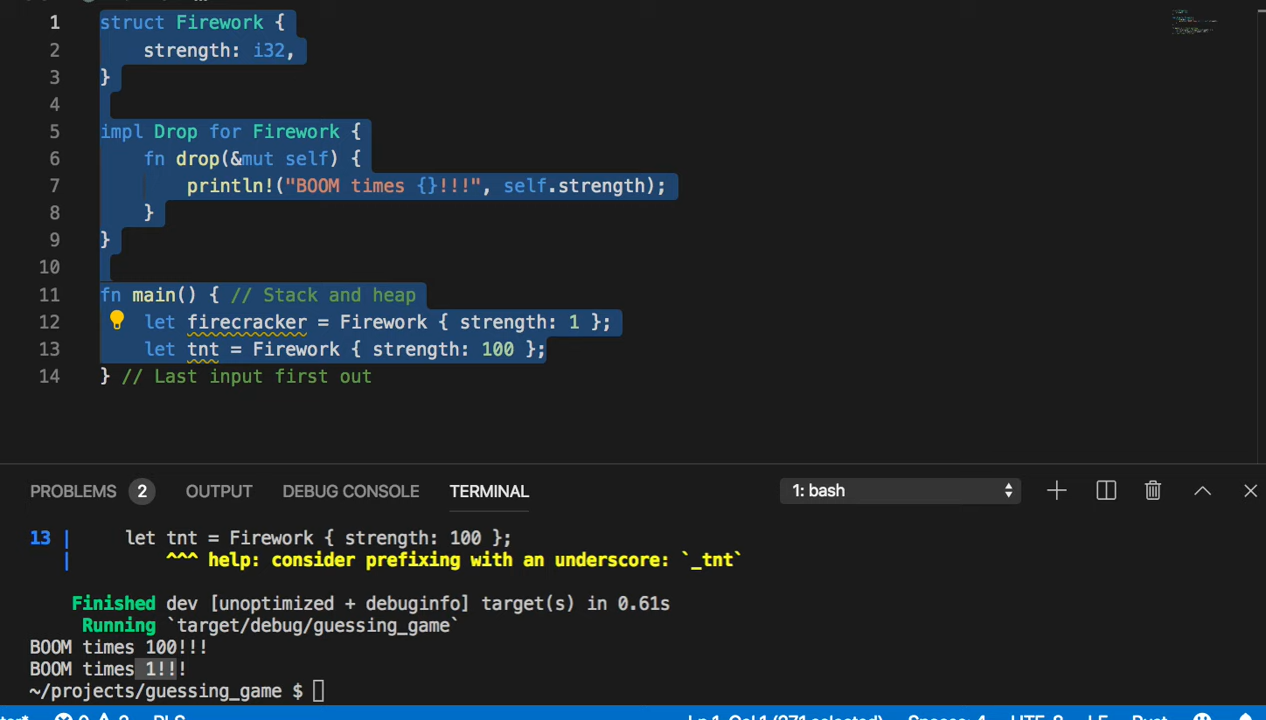 1 struct Firework {
2 strength: i32,
3 }
4
5 impl Drop for Firework {
6 fn drop(&mut self) {
7 println!("BOOM times {}!!!", self.strength);
8 }
9 }
10
11 fn main() { // Stack and heap
12 let firecracker = Firework { strength: 1 };
13 let tnt = Firework { strength: 100 };
14 } // Last input first out
PROBLEMS 2 OUTPUT DEBUG CONSOLE TERMINAL 1: bash
13 | let tnt = Firework { strength: 100 };
| ^^^ help: consider prefixing with an underscore: `_tnt`
Finished dev [unoptimized + debuginfo] target(s) in 0.61s
Running `target/debug/guessing_game`
BOOM times 100!!!
BOOM times 1!!!
~/projects/guessing_game $